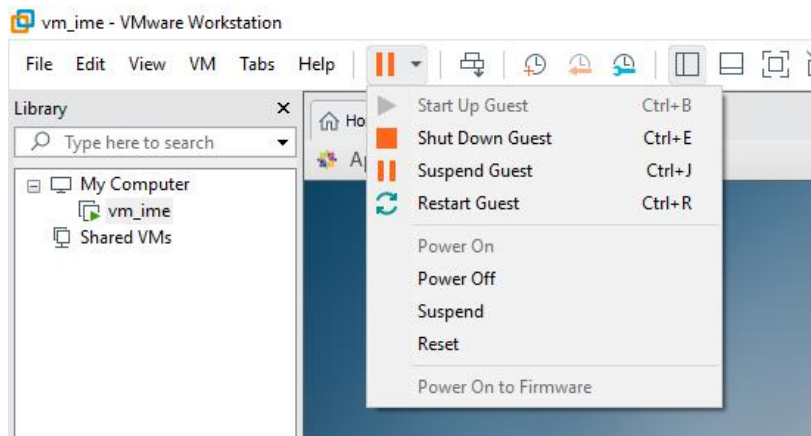 vm_ime - VMware Workstation
File Edit View VM Tabs Help
Library
Type here to search
My Computer
vm_ime
Shared VMs
Start Up Guest Ctrl+B
Shut Down Guest Ctrl+E
Suspend Guest Ctrl+J
Restart Guest Ctrl+R
Power On
Power Off
Suspend
Reset
Power On to Firmware